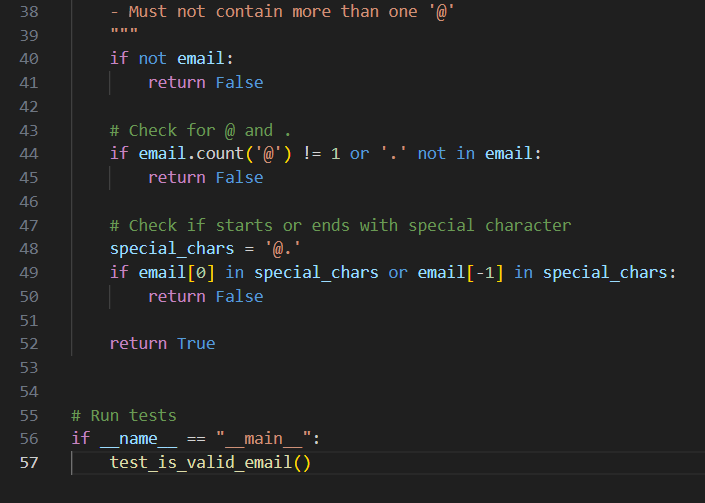 38 - Must not contain more than one '@'
39 """
40 if not email:
41 return False
42
43 # Check for @ and .
44 if email.count('@') != 1 or '.' not in email:
45 return False
46
47 # Check if starts or ends with special character
48 special_chars = '@.'
49 if email[0] in special_chars or email[-1] in special_chars:
50 return False
51
52 return True
53
54
55 # Run tests
56 if __name__ == "__main__":
57 test_is_valid_email()